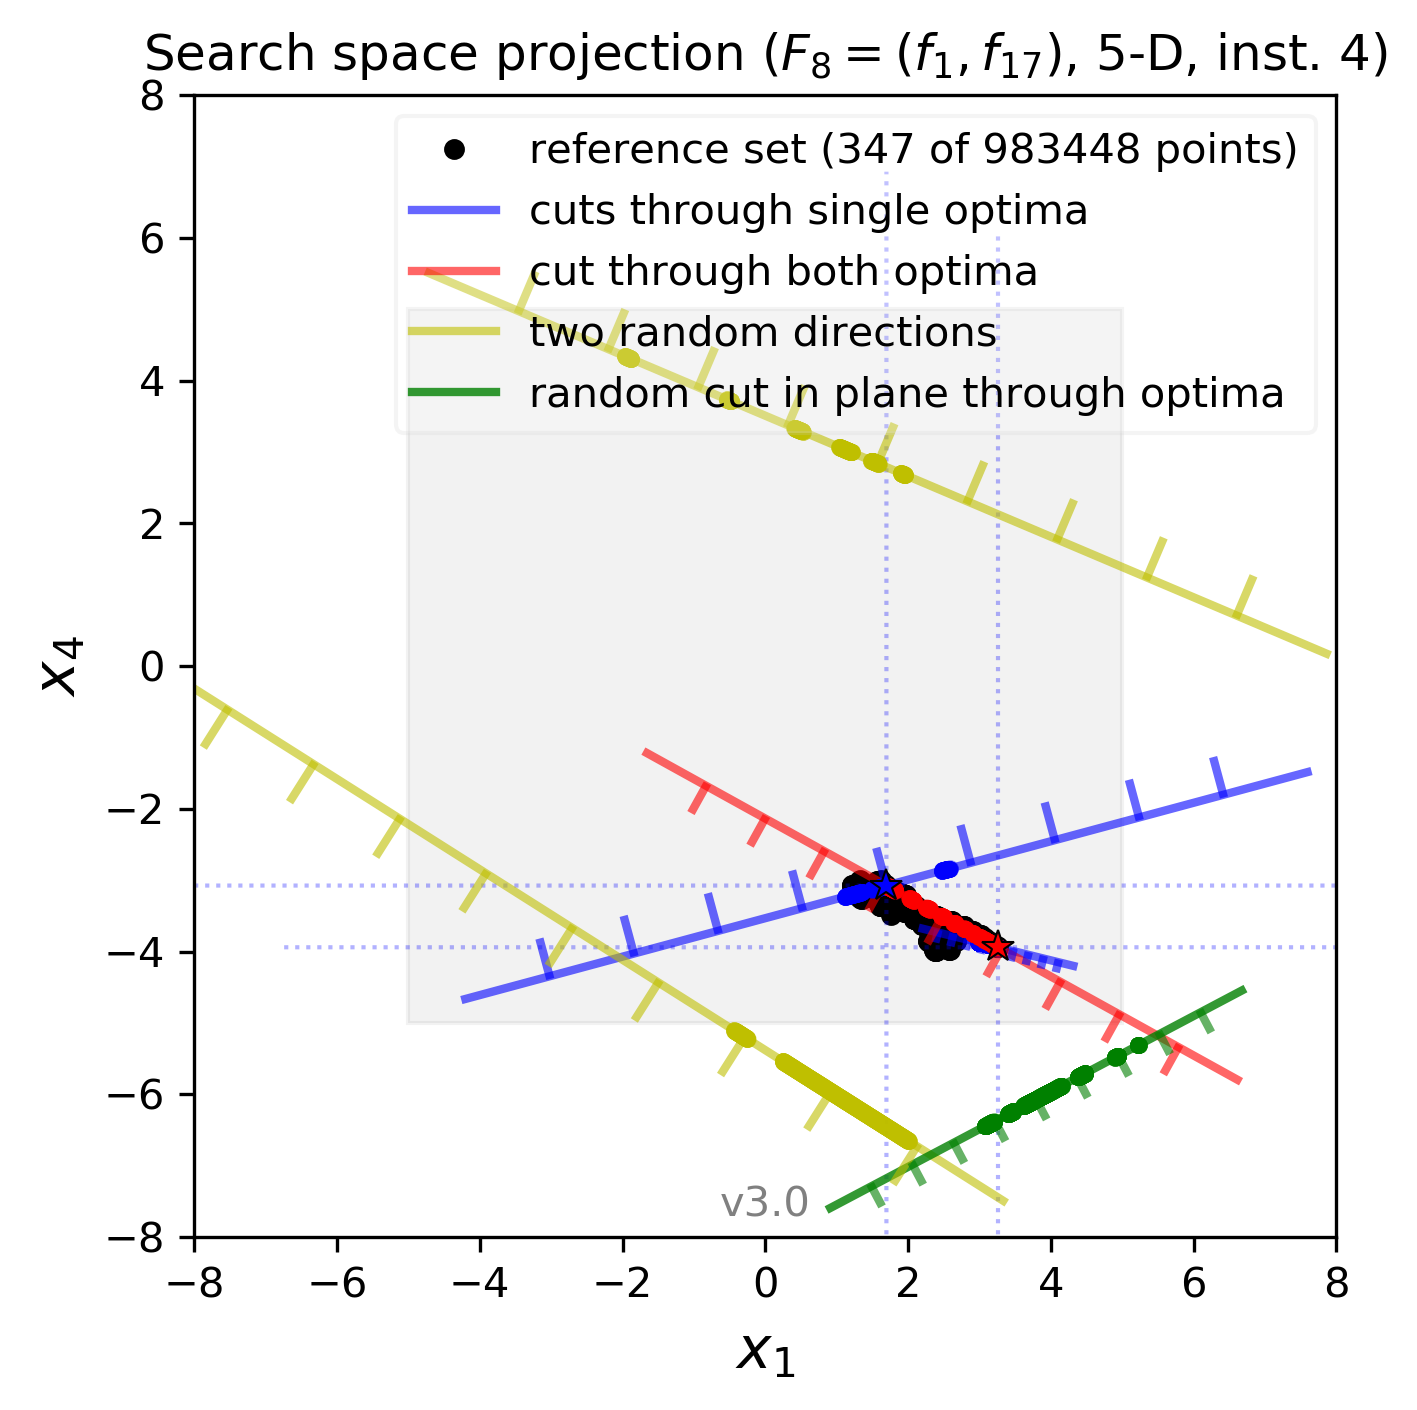 Search space projection (F₈ = (f₁, f₁₇), 5-D, inst. 4)
8
reference set (347 of 983448 points)
cuts through single optima
6
cut through both optima
two random directions
4
random cut in plane through optima
2
x₄
0
−2
−4
−6
v3.0
−8
−8 −6 −4 −2 0 2 4 6 8
x₁